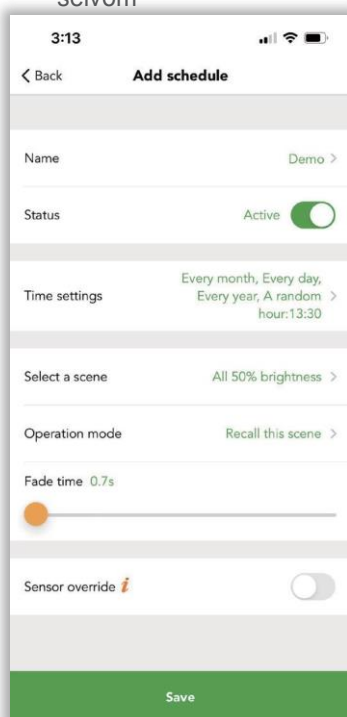 3:13
Back
Add schedule
Name
Demo
Status
Active
Time settings
Every month, Every day,
Every year, A random
hour:13:30
Select a scene
All 50% brightness
Operation mode
Recall this scene
Fade time 0.7s
Sensor override i
Save